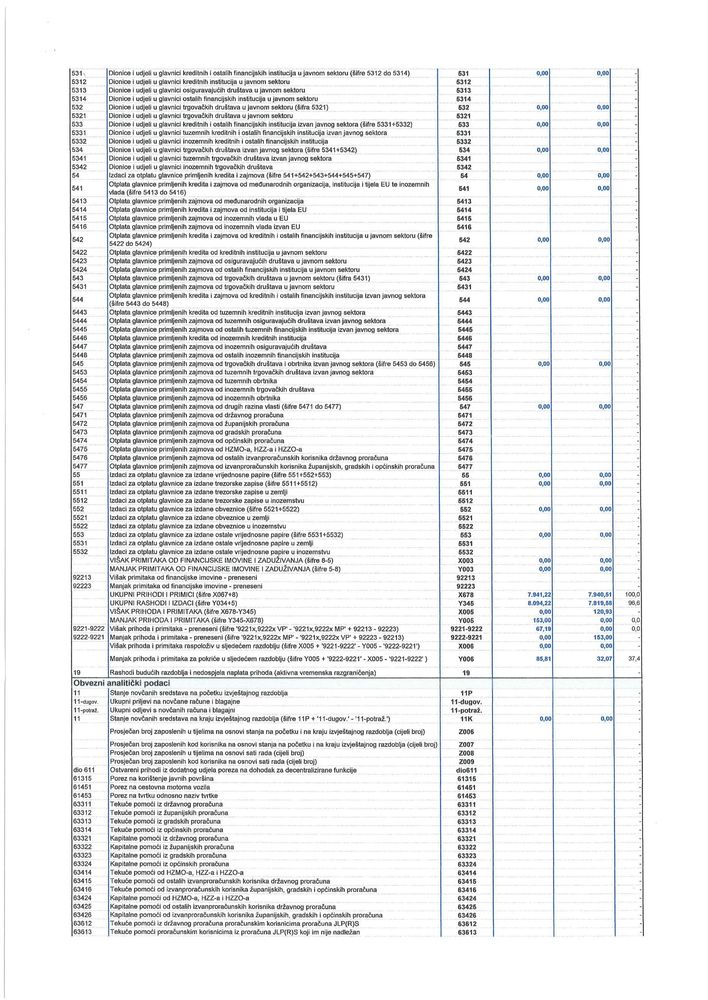 531 Dionice i udjeli u glavnici kreditnih i ostalih financijskih institucija u javnom sektoru (šifre 5312 do 5314) 531 0,00 0,00 -
5312 Dionice i udjeli u glavnici kreditnih institucija u javnom sektoru 5312 -
5313 Dionice i udjeli u glavnici osiguravajućih društava u javnom sektoru 5313 -
5314 Dionice i udjeli u glavnici ostalih financijskih institucija u javnom sektoru 5314 -
532 Dionice i udjeli u glavnici trgovačkih društava u javnom sektoru (šifra 5321) 532 0,00 0,00 -
5321 Dionice i udjeli u glavnici trgovačkih društava u javnom sektoru 5321 -
533 Dionice i udjeli u glavnici kreditnih i ostalih financijskih institucija izvan javnog sektora (šifre 5331+5332) 533 0,00 0,00 -
5331 Dionice i udjeli u glavnici tuzemnih kreditnih i ostalih financijskih institucija izvan javnog sektora 5331 -
5332 Dionice i udjeli u glavnici inozemnih kreditnih i ostalih financijskih institucija 5332 -
534 Dionice i udjeli u glavnici trgovačkih društava izvan javnog sektora (šifre 5341+5342) 534 0,00 0,00 -
5341 Dionice i udjeli u glavnici tuzemnih trgovačkih društava izvan javnog sektora 5341 -
5342 Dionice i udjeli u glavnici inozemnih trgovačkih društava 5342 -
54 Izdaci za otplatu glavnice primljenih kredita i zajmova (šifre 541+542+543+544+545+547) 54 0,00 0,00 -
541 Otplata glavnice primljenih kredita i zajmova od međunarodnih organizacija, institucija i tijela EU te inozemnih
vlada (šifre 5413 do 5416) 541 0,00 0,00 -
5413 Otplata glavnice primljenih zajmova od međunarodnih organizacija 5413 -
5414 Otplata glavnice primljenih kredita i zajmova od institucija i tijela EU 5414 -
5415 Otplata glavnice primljenih zajmova od inozemnih vlada u EU 5415 -
5416 Otplata glavnice primljenih zajmova od inozemnih vlada izvan EU 5416 -
542 Otplata glavnice primljenih kredita i zajmova od kreditnih i ostalih financijskih institucija u javnom sektoru (šifre
5422 do 5424) 542 0,00 0,00 -
5422 Otplata glavnice primljenih kredita od kreditnih institucija u javnom sektoru 5422 -
5423 Otplata glavnice primljenih zajmova od osiguravajućih društava u javnom sektoru 5423 -
5424 Otplata glavnice primljenih zajmova od ostalih financijskih institucija u javnom sektoru 5424 -
543 Otplata glavnice primljenih zajmova od trgovačkih društava u javnom sektoru (šifra 5431) 543 0,00 0,00 -
5431 Otplata glavnice primljenih zajmova od trgovačkih društava u javnom sektoru 5431 -
544 Otplata glavnice primljenih kredita i zajmova od kreditnih i ostalih financijskih institucija izvan javnog sektora
(šifre 5443 do 5448) 544 0,00 0,00 -
5443 Otplata glavnice primljenih kredita od tuzemnih kreditnih institucija izvan javnog sektora 5443 -
5444 Otplata glavnice primljenih zajmova od tuzemnih osiguravajućih društava izvan javnog sektora 5444 -
5445 Otplata glavnice primljenih zajmova od ostalih tuzemnih financijskih institucija izvan javnog sektora 5445 -
5446 Otplata glavnice primljenih kredita od inozemnih kreditnih institucija 5446 -
5447 Otplata glavnice primljenih zajmova od inozemnih osiguravajućih društava 5447 -
5448 Otplata glavnice primljenih zajmova od ostalih inozemnih financijskih institucija 5448 -
545 Otplata glavnice primljenih zajmova od trgovačkih društava i obrtnika izvan javnog sektora (šifre 5453 do 5456) 545 0,00 0,00 -
5453 Otplata glavnice primljenih zajmova od tuzemnih trgovačkih društava izvan javnog sektora 5453 -
5454 Otplata glavnice primljenih zajmova od tuzemnih obrtnika 5454 -
5455 Otplata glavnice primljenih zajmova od inozemnih trgovačkih društava 5455 -
5456 Otplata glavnice primljenih zajmova od inozemnih obrtnika 5456 -
547 Otplata glavnice primljenih zajmova od drugih razina vlasti (šifre 5471 do 5477) 547 0,00 0,00 -
5471 Otplata glavnice primljenih zajmova od državnog proračuna 5471 -
5472 Otplata glavnice primljenih zajmova od županijskih proračuna 5472 -
5473 Otplata glavnice primljenih zajmova od gradskih proračuna 5473 -
5474 Otplata glavnice primljenih zajmova od općinskih proračuna 5474 -
5475 Otplata glavnice primljenih zajmova od HZMO-a, HZZ-a i HZZO-a 5475 -
5476 Otplata glavnice primljenih zajmova od ostalih izvanproračunskih korisnika državnog proračuna 5476 -
5477 Otplata glavnice primljenih zajmova od izvanproračunskih korisnika županijskih, gradskih i općinskih proračuna 5477 -
55 Izdaci za otplatu glavnice za izdane vrijednosne papire (šifre 551+552+553) 55 0,00 0,00 -
551 Izdaci za otplatu glavnice za izdane trezorske zapise (šifre 5511+5512) 551 0,00 0,00 -
5511 Izdaci za otplatu glavnice za izdane trezorske zapise u zemlji 5511 -
5512 Izdaci za otplatu glavnice za izdane trezorske zapise u inozemstvu 5512 -
552 Izdaci za otplatu glavnice za izdane obveznice (šifre 5521+5522) 552 0,00 0,00 -
5521 Izdaci za otplatu glavnice za izdane obveznice u zemlji 5521 -
5522 Izdaci za otplatu glavnice za izdane obveznice u inozemstvu 5522 -
553 Izdaci za otplatu glavnice za izdane ostale vrijednosne papire (šifre 5531+5532) 553 0,00 0,00 -
5531 Izdaci za otplatu glavnice za izdane ostale vrijednosne papire u zemlji 5531 -
5532 Izdaci za otplatu glavnice za izdane ostale vrijednosne papire u inozemstvu 5532 -
VIŠAK PRIMITAKA OD FINANCIJSKE IMOVINE I ZADUŽIVANJA (šifre 8-5) X003 0,00 0,00 -
MANJAK PRIMITAKA OD FINANCIJSKE IMOVINE I ZADUŽIVANJA (šifre 5-8) Y003 0,00 0,00 -
92213 Višak primitaka od financijske imovine - preneseni 92213 -
92223 Manjak primitaka od financijske imovine - preneseni 92223 -
UKUPNI PRIHODI I PRIMICI (šifre X067+8) X678 7.941,22 7.940,51 100,0
UKUPNI RASHODI I IZDACI (šifre Y034+5) Y345 8.094,22 7.819,58 96,6
VIŠAK PRIHODA I PRIMITAKA (šifre X678-Y345) X005 0,00 120,93 -
MANJAK PRIHODA I PRIMITAKA (šifre Y345-X678) Y005 153,00 0,00 0,0
9221-9222 Višak prihoda i primitaka - preneseni (šifre '9221x,9222x VP' - '9221x,9222x MP' + 92213 - 92223) 9221-9222 67,19 0,00 0,0
9222-9221 Manjak prihoda i primitaka - preneseni (šifre '9221x,9222x MP' - '9221x,9222x VP' + 92223 - 92213) 9222-9221 0,00 153,00 -
Višak prihoda i primitaka raspoloživ u sljedećem razdoblju (šifre X005 + '9221-9222' - Y005 - '9222-9221') X006 0,00 0,00 -
Manjak prihoda i primitaka za pokriće u sljedećem razdoblju (šifre Y005 + '9222-9221' - X005 - '9221-9222' ) Y006 85,81 32,07 37,4
19 Rashodi budućih razdoblja i nedospjela naplata prihoda (aktivna vremenska razgraničenja) 19 -
Obvezni analitički podaci
11 Stanje novčanih sredstava na početku izvještajnog razdoblja 11P -
11-dugov. Ukupni priljevi na novčane račune i blagajne 11-dugov. -
11-potraž. Ukupni odljevi s novčanih računa i blagajni 11-potraž. -
11 Stanje novčanih sredstava na kraju izvještajnog razdoblja (šifre 11P + '11-dugov.' - '11-potraž.') 11K 0,00 0,00 -
Prosječan broj zaposlenih u tijelima na osnovi stanja na početku i na kraju izvještajnog razdoblja (cijeli broj) Z006 -
Prosječan broj zaposlenih kod korisnika na osnovi stanja na početku i na kraju izvještajnog razdoblja (cijeli broj) Z007 -
Prosječan broj zaposlenih u tijelima na osnovi sati rada (cijeli broj) Z008 -
Prosječan broj zaposlenih kod korisnika na osnovi sati rada (cijeli broj) Z009 -
dio 611 Ostvareni prihodi iz dodatnog udjela poreza na dohodak za decentralizirane funkcije dio611 -
61315 Porez na korištenje javnih površina 61315 -
61451 Porez na cestovna motorna vozila 61451 -
61453 Porez na tvrtku odnosno naziv tvrtke 61453 -
63311 Tekuće pomoći iz državnog proračuna 63311 -
63312 Tekuće pomoći iz županijskih proračuna 63312 -
63313 Tekuće pomoći iz gradskih proračuna 63313 -
63314 Tekuće pomoći iz općinskih proračuna 63314 -
63321 Kapitalne pomoći iz državnog proračuna 63321 -
63322 Kapitalne pomoći iz županijskih proračuna 63322 -
63323 Kapitalne pomoći iz gradskih proračuna 63323 -
63324 Kapitalne pomoći iz općinskih proračuna 63324 -
63414 Tekuće pomoći od HZMO-a, HZZ-a i HZZO-a 63414 -
63415 Tekuće pomoći od ostalih izvanproračunskih korisnika državnog proračuna 63415 -
63416 Tekuće pomoći od izvanproračunskih korisnika županijskih, gradskih i općinskih proračuna 63416 -
63424 Kapitalne pomoći od HZMO-a, HZZ-a i HZZO-a 63424 -
63425 Kapitalne pomoći od ostalih izvanproračunskih korisnika državnog proračuna 63425 -
63426 Kapitalne pomoći od izvanproračunskih korisnika županijskih, gradskih i općinskih proračuna 63426 -
63612 Tekuće pomoći iz državnog proračuna proračunskim korisnicima proračuna JLP(R)S 63612 -
63613 Tekuće pomoći proračunskim korisnicima iz proračuna JLP(R)S koji im nije nadležan 63613 -